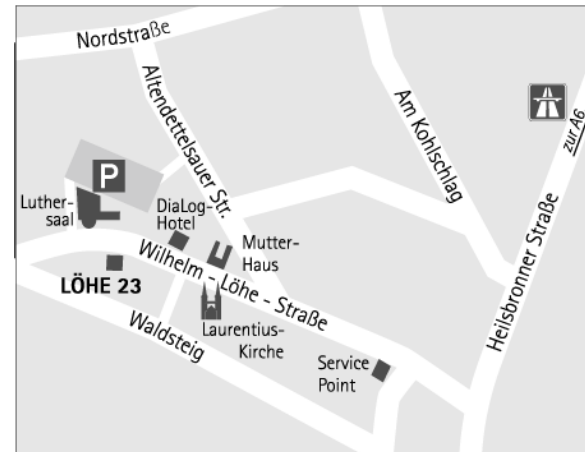 Nordstraße
Altendettelsauer Str.
Am Kohlschlag
zur A6
P
Luther-
saal
DiaLog-
Hotel
Mutter-
Haus
Heilsbronner Straße
Wilhelm - Löhe - Straße
LÖHE 23
Laurentius-
Kirche
Waldsteig
Service
Point